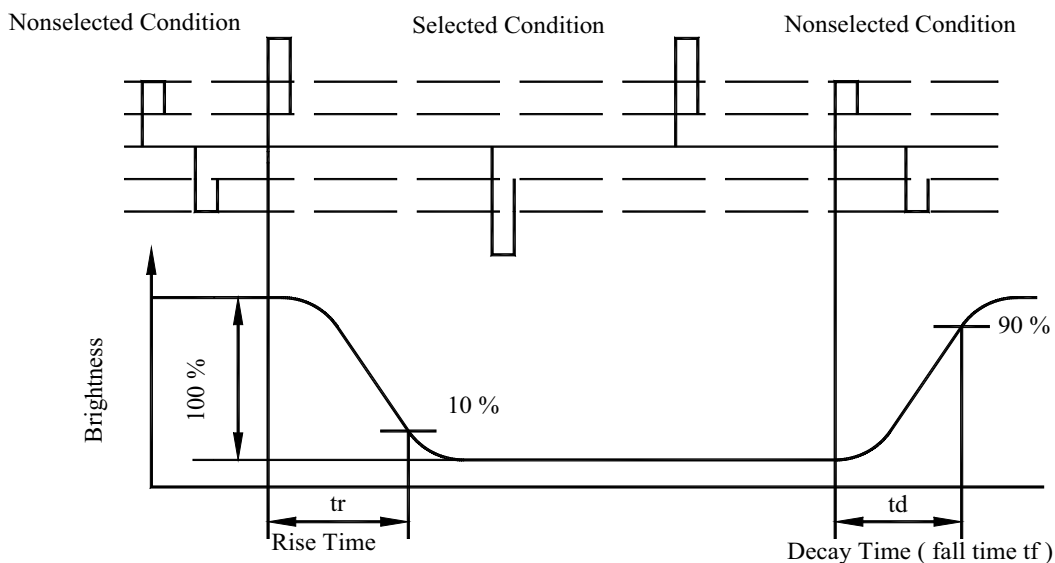 Nonselected Condition
Selected Condition
Nonselected Condition
Brightness
100 %
10 %
90 %
tr
Rise Time
td
Decay Time ( fall time tf )